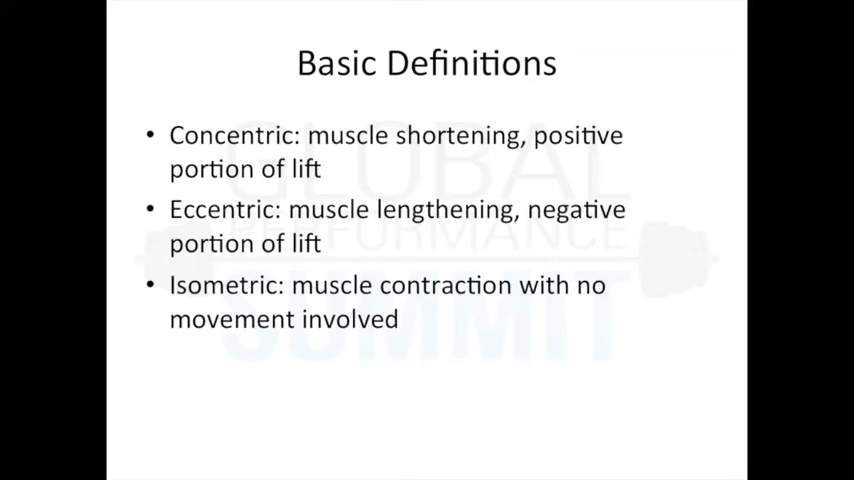 Basic Definitions
• Concentric: muscle shortening, positive
portion of lift
• Eccentric: muscle lengthening, negative
portion of lift
• Isometric: muscle contraction with no
movement involved
GLOBAL
PERFORMANCE
SUMMIT